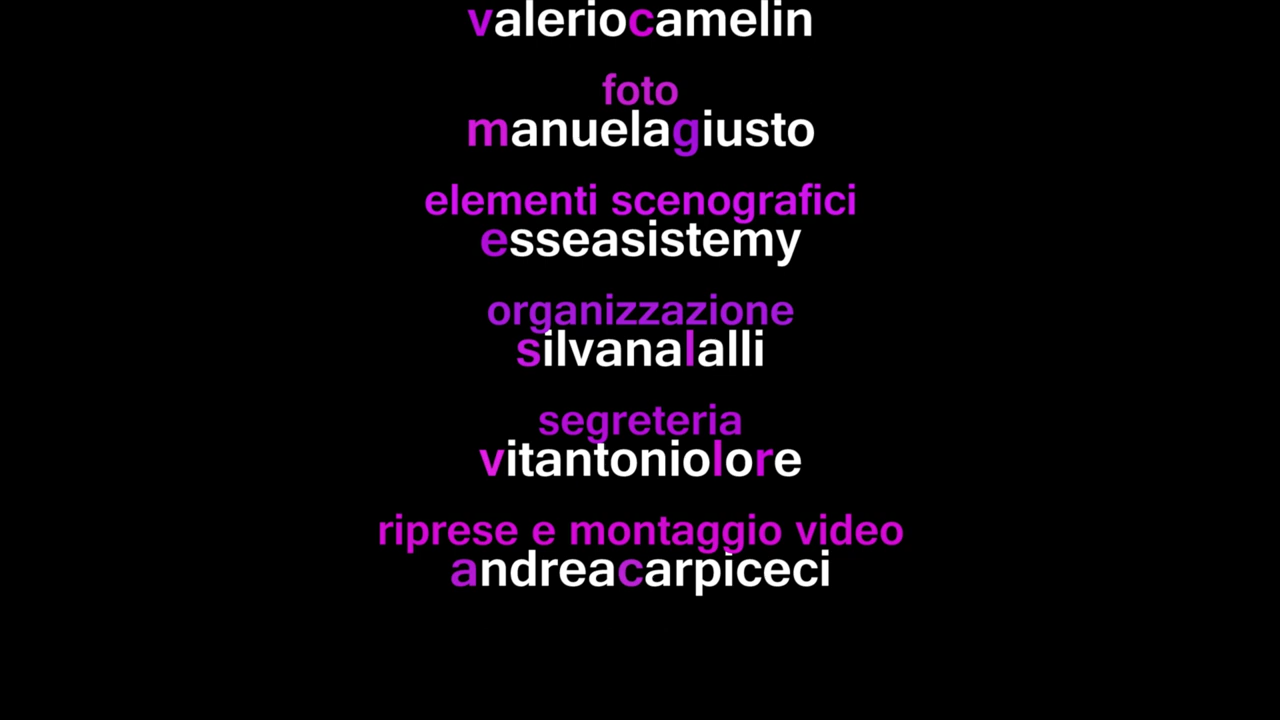 valeriocamelin
foto
manuelagiusto
elementi scenografici
esseasistemy
organizzazione
silvanalalli
segreteria
vitantoniolore
riprese e montaggio video
andreacarpiceci